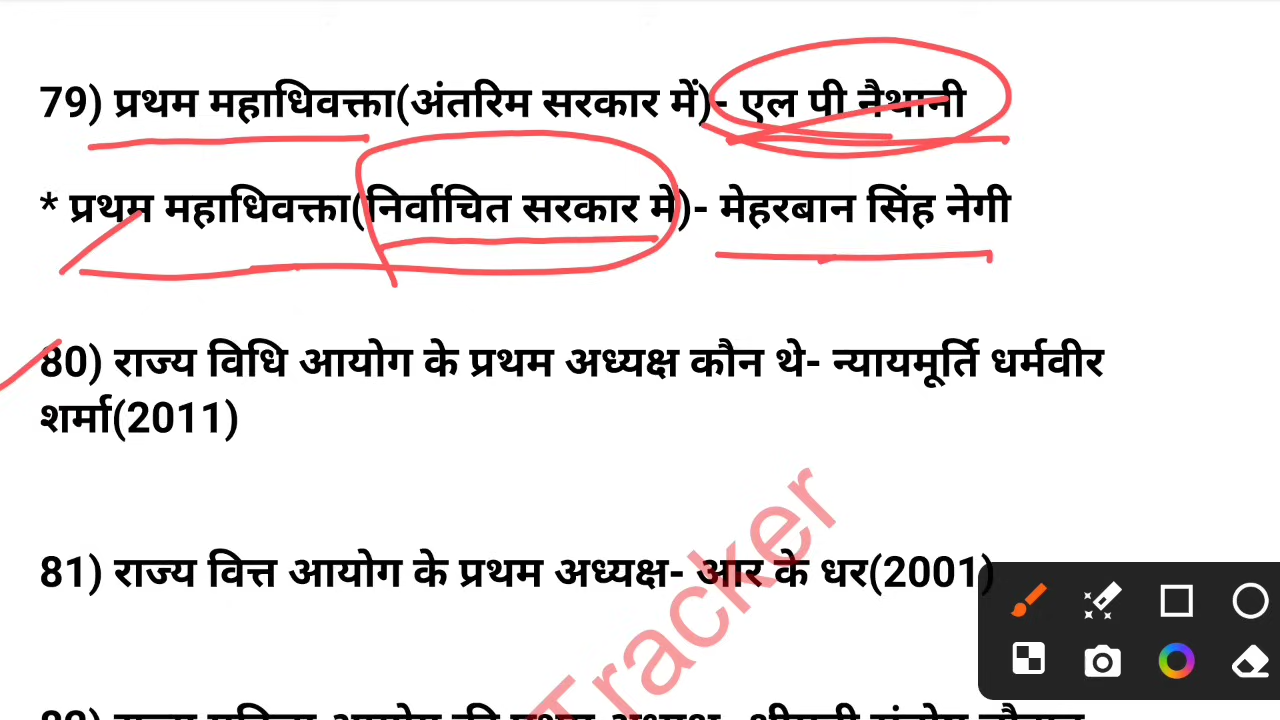 79) प्रथम महाधिवक्ता(अंतरिम सरकार में)- एल पी नैथानी
* प्रथम महाधिवक्ता(निर्वाचित सरकार मे)- मेहरबान सिंह नेगी
80) राज्य विधि आयोग के प्रथम अध्यक्ष कौन थे- न्यायमूर्ति धर्मवीर
शर्मा(2011)
81) राज्य वित्त आयोग के प्रथम अध्यक्ष- आर के धर(2001)
Tracker